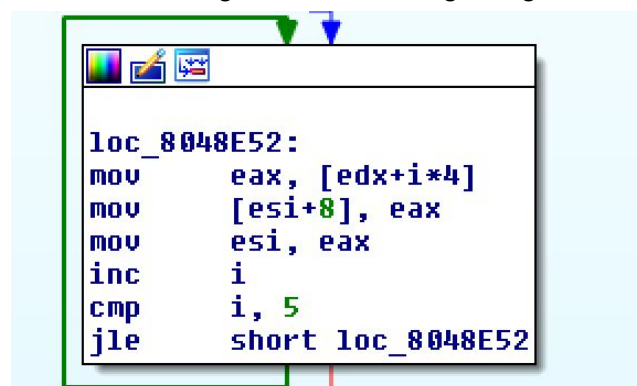 loc_8048E52:
mov eax, [edx+i*4]
mov [esi+8], eax
mov esi, eax
inc i
cmp i, 5
jle short loc_8048E52